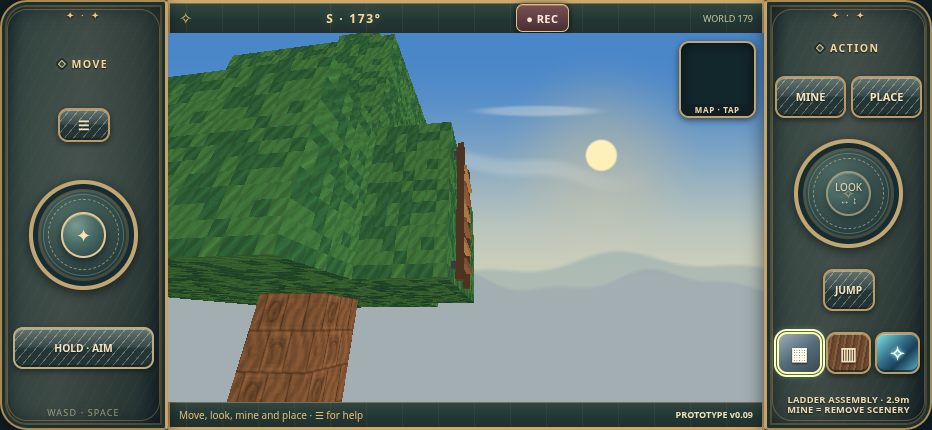 MOVE
HOLD · AIM
WASD · SPACE
S · 173°
● REC
WORLD 179
MAP · TAP
Move, look, mine and place · ☰ for help
PROTOTYPE v0.09
ACTION
MINE
PLACE
LOOK
JUMP
LADDER ASSEMBLY · 2.9m
MINE = REMOVE SCENERY